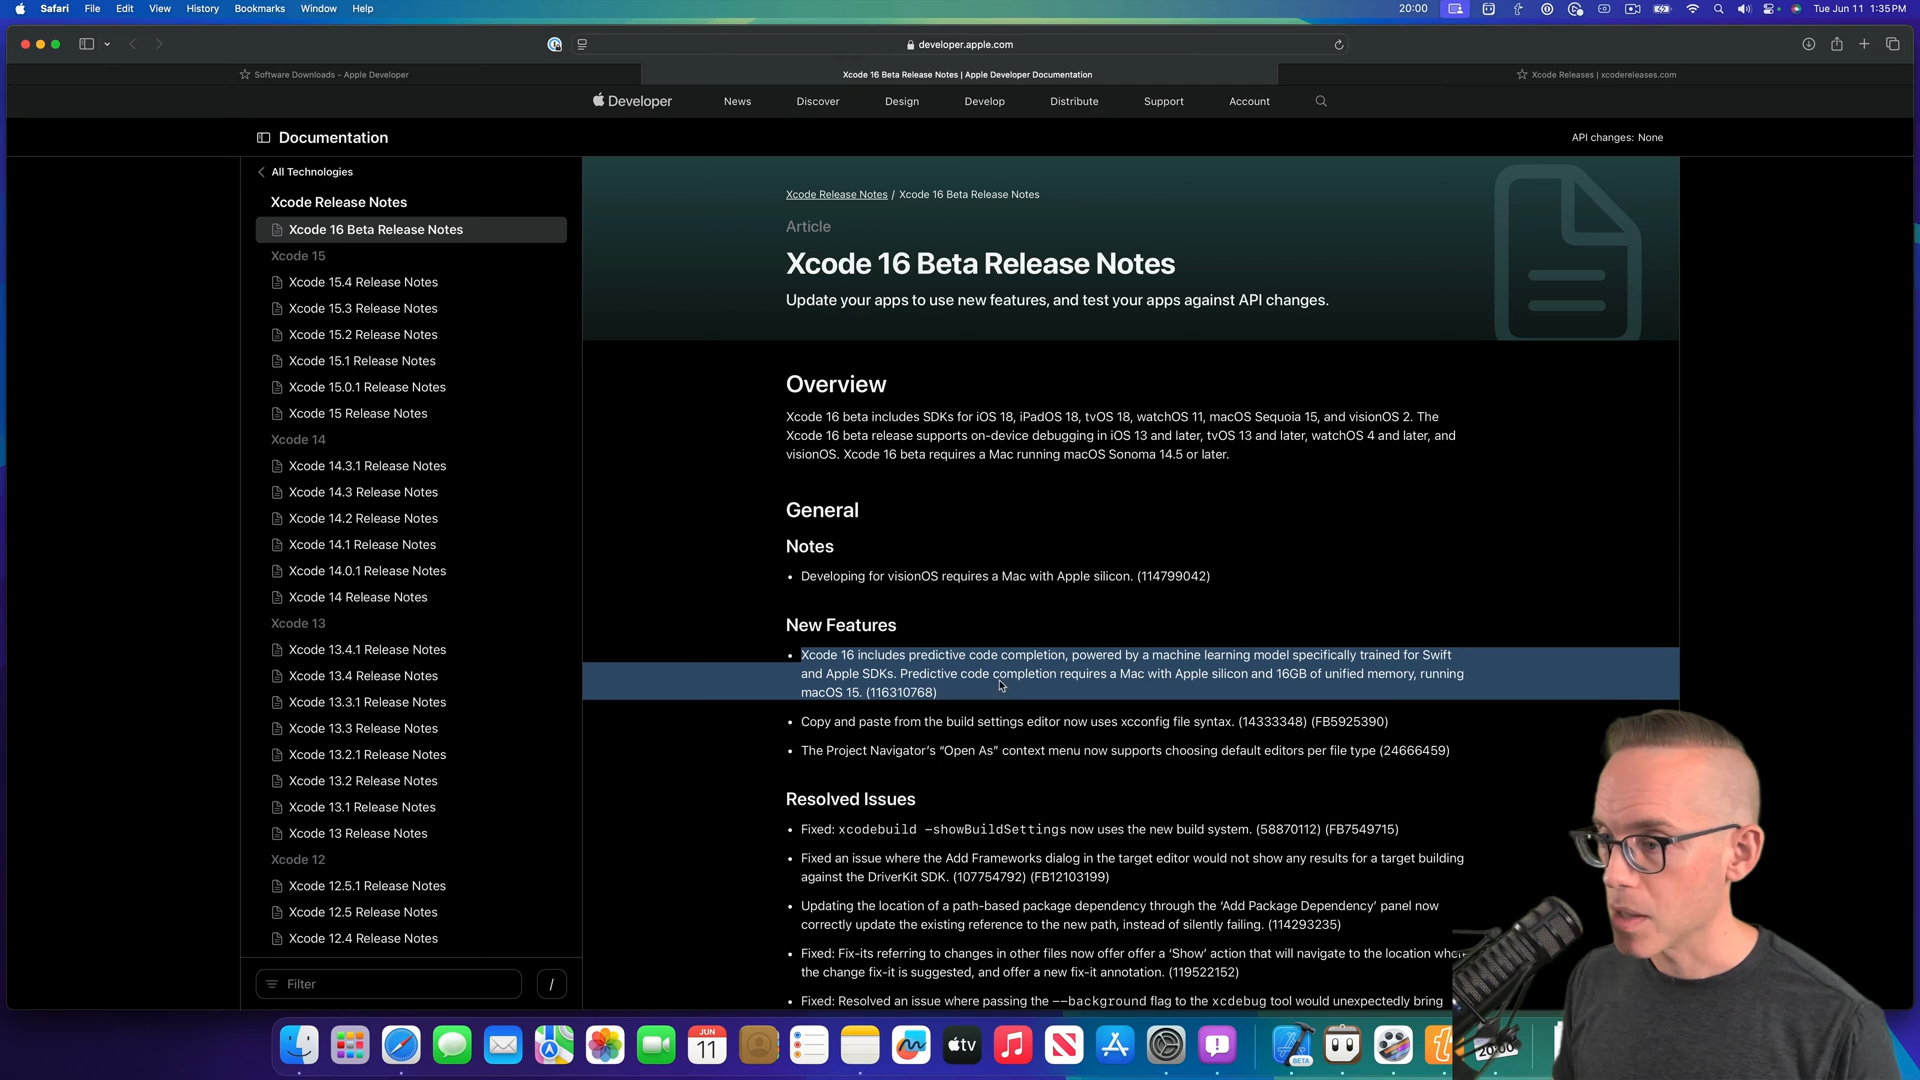 Safari File Edit View History Bookmarks Window Help 20:00 Tue Jun 11 1:35 PM
developer.apple.com
Software Downloads - Apple Developer
Xcode 16 Beta Release Notes | Apple Developer Documentation
Xcode Releases | xcodereleases.com
Developer News Discover Design Develop Distribute Support Account
Documentation
API changes: None
All Technologies
Xcode Release Notes
Xcode 16 Beta Release Notes
Xcode 15
Xcode 15.4 Release Notes
Xcode 15.3 Release Notes
Xcode 15.2 Release Notes
Xcode 15.1 Release Notes
Xcode 15.0.1 Release Notes
Xcode 15 Release Notes
Xcode 14
Xcode 14.3.1 Release Notes
Xcode 14.3 Release Notes
Xcode 14.2 Release Notes
Xcode 14.1 Release Notes
Xcode 14.0.1 Release Notes
Xcode 14 Release Notes
Xcode 13
Xcode 13.4.1 Release Notes
Xcode 13.4 Release Notes
Xcode 13.3.1 Release Notes
Xcode 13.3 Release Notes
Xcode 13.2.1 Release Notes
Xcode 13.2 Release Notes
Xcode 13.1 Release Notes
Xcode 13 Release Notes
Xcode 12
Xcode 12.5.1 Release Notes
Xcode 12.5 Release Notes
Xcode 12.4 Release Notes
Filter /
Xcode Release Notes / Xcode 16 Beta Release Notes
Article
Xcode 16 Beta Release Notes
Update your apps to use new features, and test your apps against API changes.
Overview
Xcode 16 beta includes SDKs for iOS 18, iPadOS 18, tvOS 18, watchOS 11, macOS Sequoia 15, and visionOS 2. The
Xcode 16 beta release supports on-device debugging in iOS 13 and later, tvOS 13 and later, watchOS 4 and later, and
visionOS. Xcode 16 beta requires a Mac running macOS Sonoma 14.5 or later.
General
Notes
• Developing for visionOS requires a Mac with Apple silicon. (114799042)
New Features
• Xcode 16 includes predictive code completion, powered by a machine learning model specifically trained for Swift
and Apple SDKs. Predictive code completion requires a Mac with Apple silicon and 16GB of unified memory, running
macOS 15. (116310768)
• Copy and paste from the build settings editor now uses xcconfig file syntax. (14333348) (FB5925390)
• The Project Navigator’s “Open As” context menu now supports choosing default editors per file type (24666459)
Resolved Issues
• Fixed: xcodebuild -showBuildSettings now uses the new build system. (58870112) (FB7549715)
• Fixed an issue where the Add Frameworks dialog in the target editor would not show any results for a target building
against the DriverKit SDK. (107754792) (FB12103199)
• Updating the location of a path-based package dependency through the ‘Add Package Dependency’ panel now
correctly update the existing reference to the new path, instead of silently failing. (114293235)
• Fixed: Fix-its referring to changes in other files now offer offer a ‘Show’ action that will navigate to the location
the change fix-it is suggested, and offer a new fix-it annotation. (119522152)
• Fixed: Resolved an issue where passing the --background flag to the xcdebug tool would unexpectedly bring
JUN
11
tv
BETA
20:00